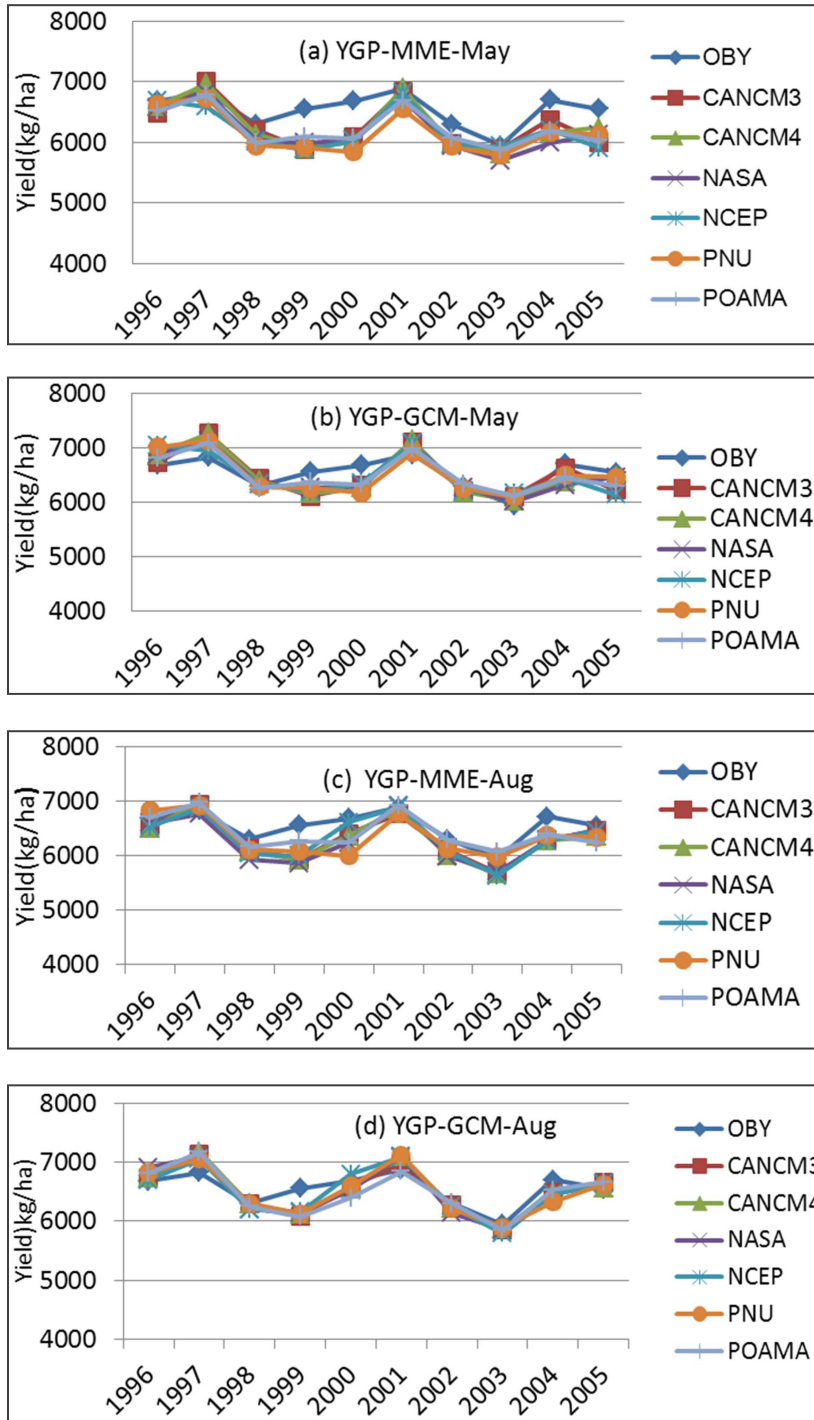 (a) YGP-MME-May
Yield(kg/ha)
8000
7000
6000
5000
4000
1996
1997
1998
1999
2000
2001
2002
2003
2004
2005
OBY
CANCM3
CANCM4
NASA
NCEP
PNU
POAMA
(b) YGP-GCM-May
Yield(kg/ha)
8000
7000
6000
5000
4000
1996
1997
1998
1999
2000
2001
2002
2003
2004
2005
OBY
CANCM3
CANCM4
NASA
NCEP
PNU
POAMA
(c) YGP-MME-Aug
Yield(kg/ha)
8000
7000
6000
5000
4000
1996
1997
1998
1999
2000
2001
2002
2003
2004
2005
OBY
CANCM3
CANCM4
NASA
NCEP
PNU
POAMA
(d) YGP-GCM-Aug
Yield)kg/ha)
8000
7000
6000
5000
4000
1996
1997
1998
1999
2000
2001
2002
2003
2004
2005
OBY
CANCM3
CANCM4
NASA
NCEP
PNU
POAMA